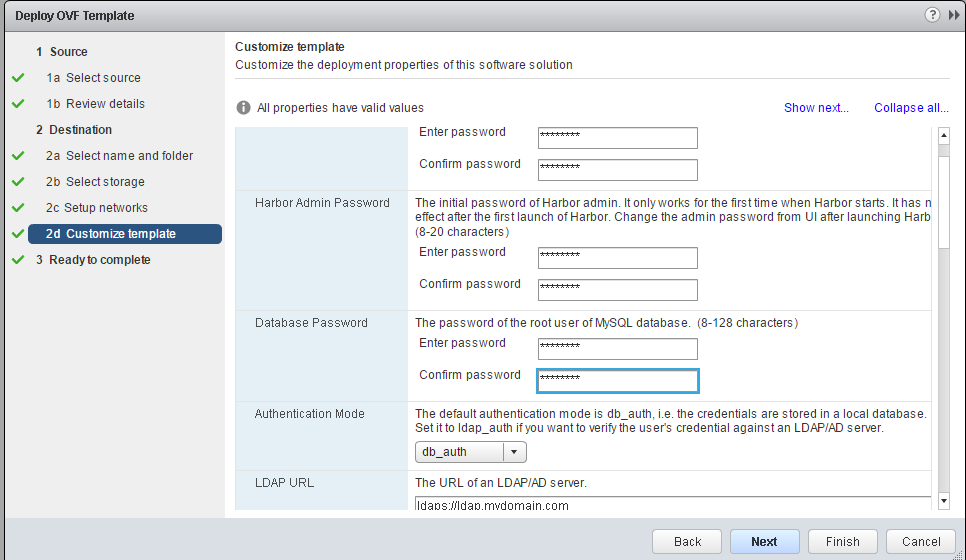 Deploy OVF Template
?
1 Source
1a Select source
1b Review details
2 Destination
2a Select name and folder
2b Select storage
2c Setup networks
2d Customize template
3 Ready to complete
Customize template
Customize the deployment properties of this software solution
All properties have valid values
Show next...
Collapse all...
Enter password
********
Confirm password
********
Harbor Admin Password
The initial password of Harbor admin. It only works for the first time when Harbor starts. It has n
effect after the first launch of Harbor. Change the admin password from UI after launching Harb
(8-20 characters)
Enter password
********
Confirm password
********
Database Password
The password of the root user of MySQL database. (8-128 characters)
Enter password
********
Confirm password
********
Authentication Mode
The default authentication mode is db_auth, i.e. the credentials are stored in a local database.
Set it to ldap_auth if you want to verify the user's credential against an LDAP/AD server.
db_auth
LDAP URL
The URL of an LDAP/AD server.
ldaps://ldap.mydomain.com
Back
Next
Finish
Cancel